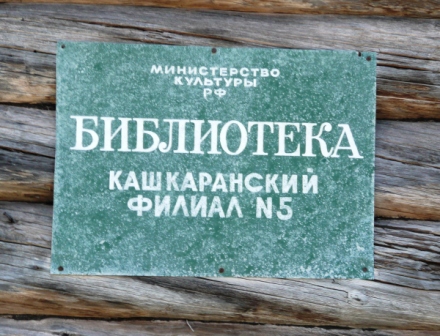 МИНИСТЕРСТВО
КУЛЬТУРЫ
РФ
БИБЛИОТЕКА
КАШКАРАНСКИЙ
ФИЛИАЛ N5